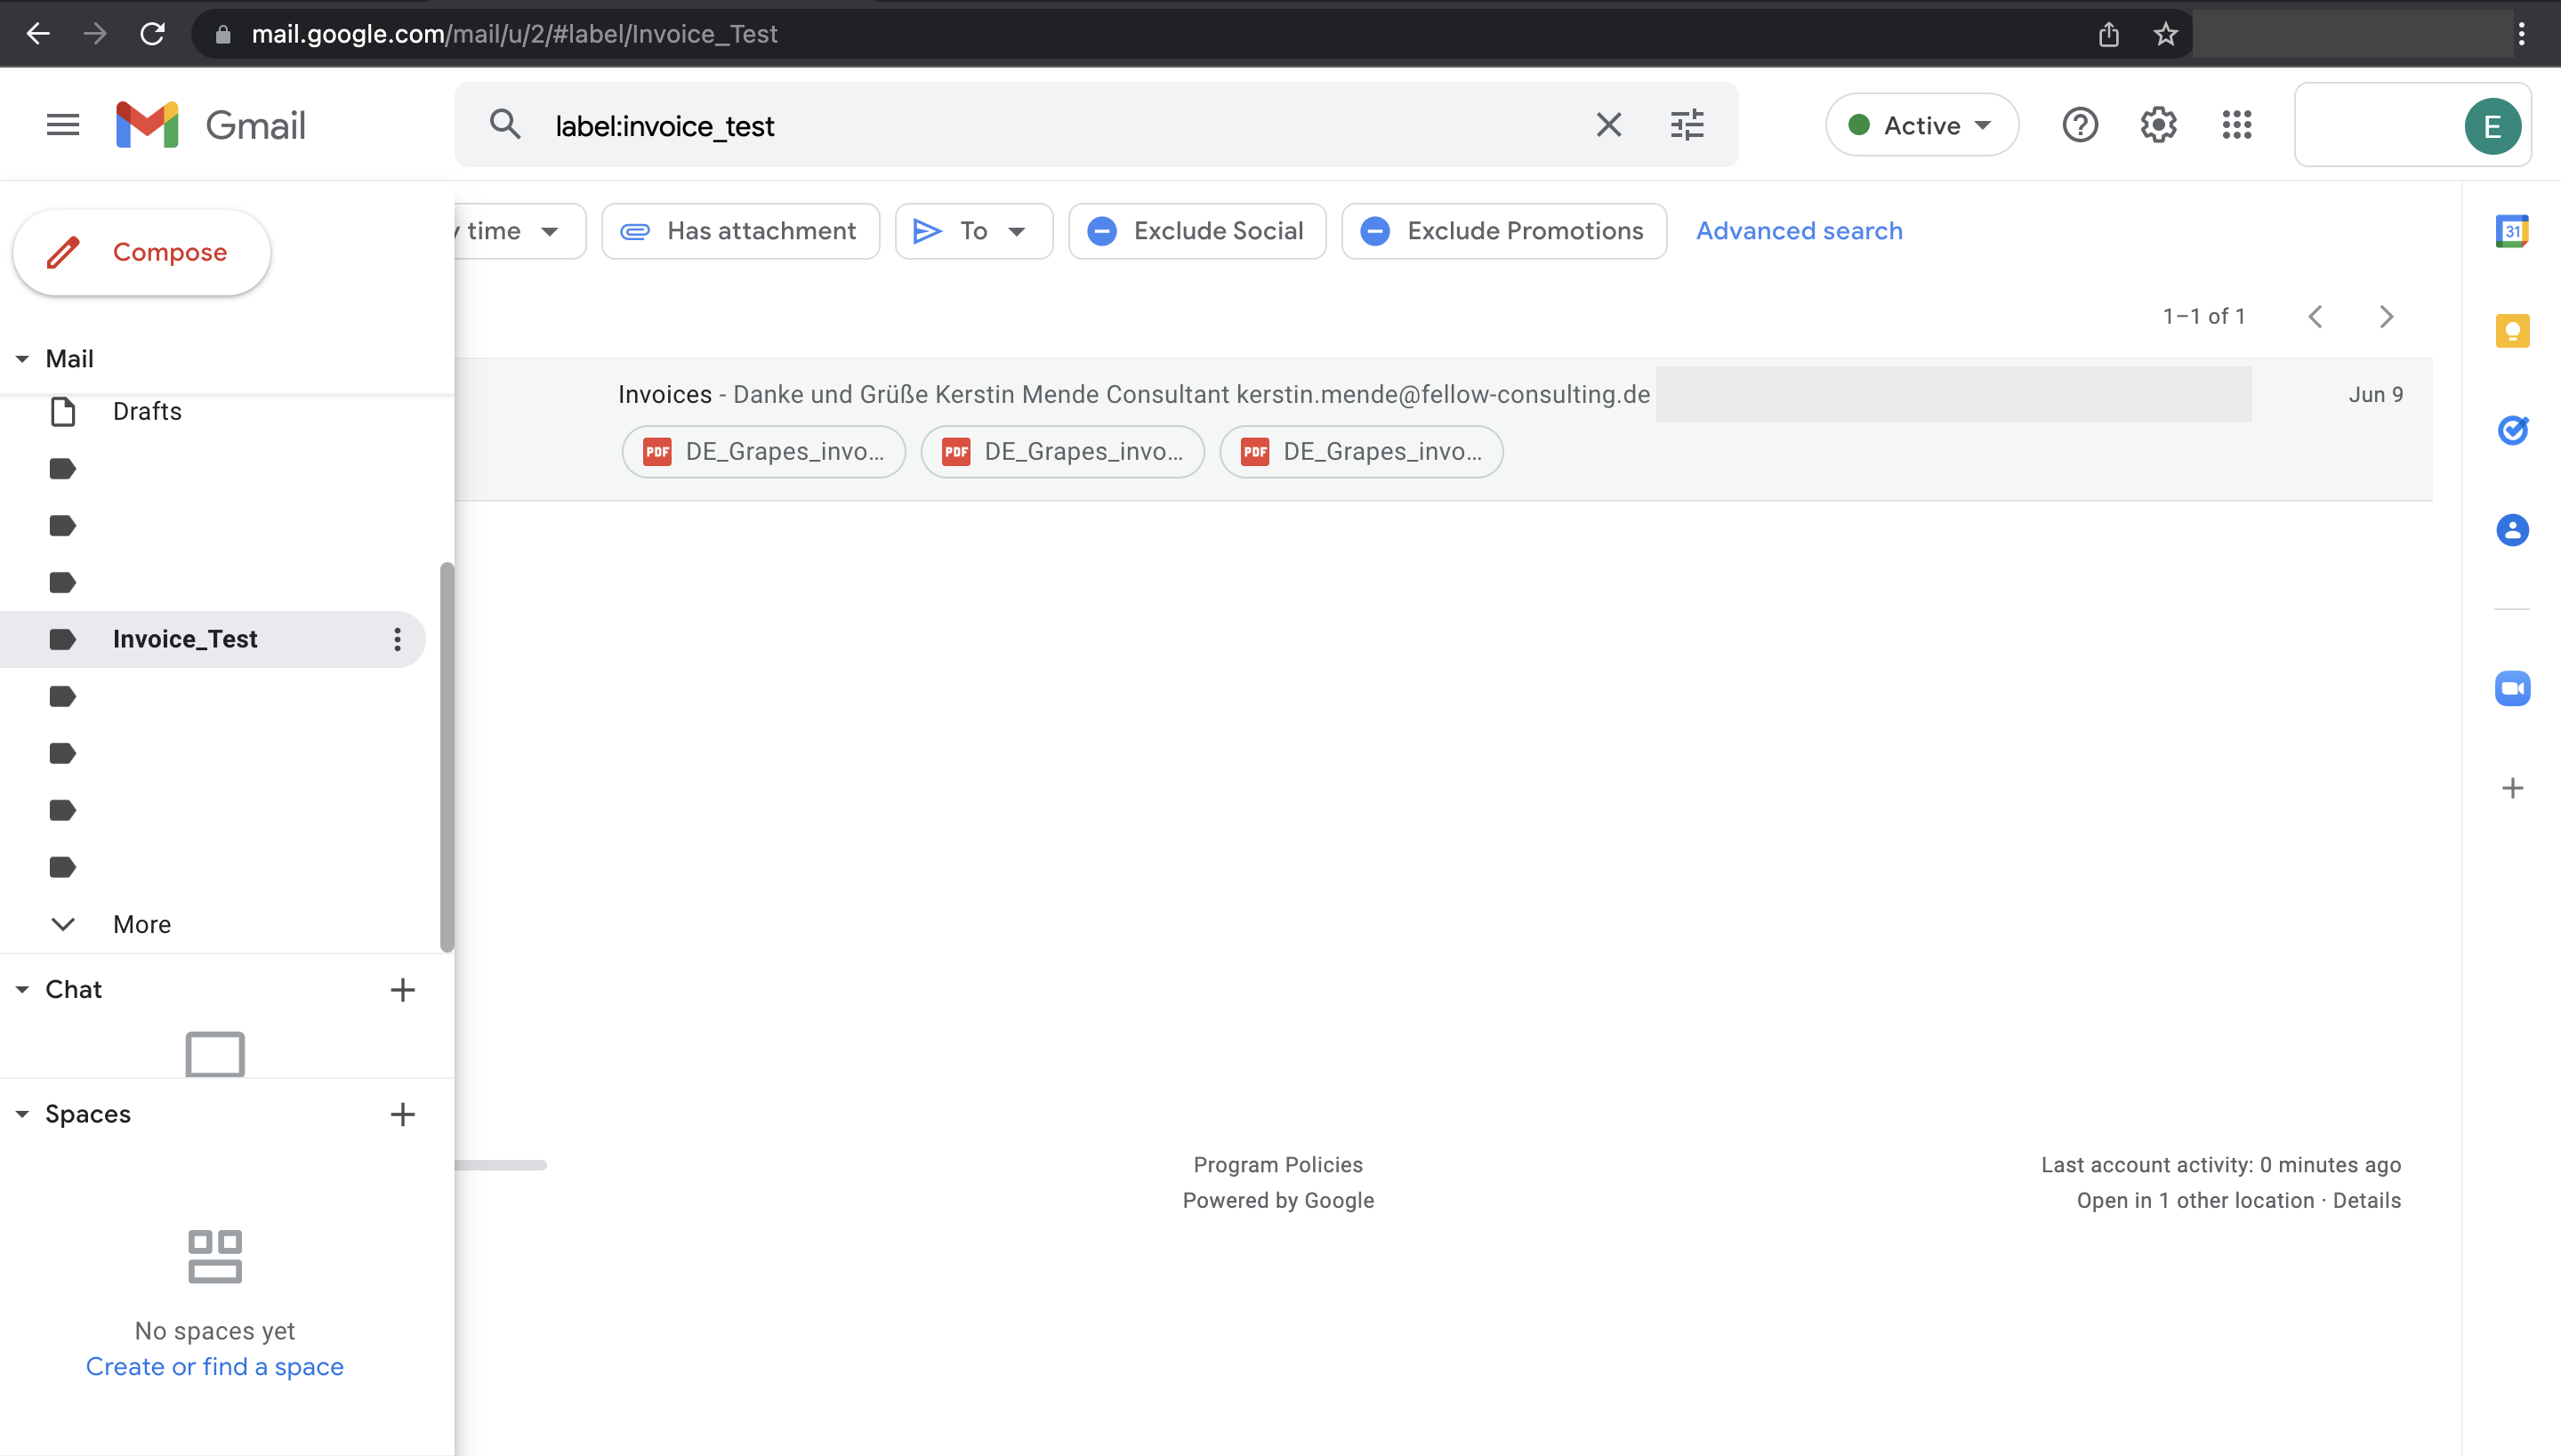 mail.google.com/mail/u/2/#label/Invoice_Test
Gmail
label:invoice_test
Active
E
Compose
time
Has attachment
To
Exclude Social
Exclude Promotions
Advanced search
31
1–1 of 1
Mail
Drafts
Invoices - Danke und Grüße Kerstin Mende Consultant kerstin.mende@fellow-consulting.de
Jun 9
PDF DE_Grapes_invo...
PDF DE_Grapes_invo...
PDF DE_Grapes_invo...
Invoice_Test
More
Chat
Spaces
No spaces yet
Create or find a space
Program Policies
Powered by Google
Last account activity: 0 minutes ago
Open in 1 other location · Details